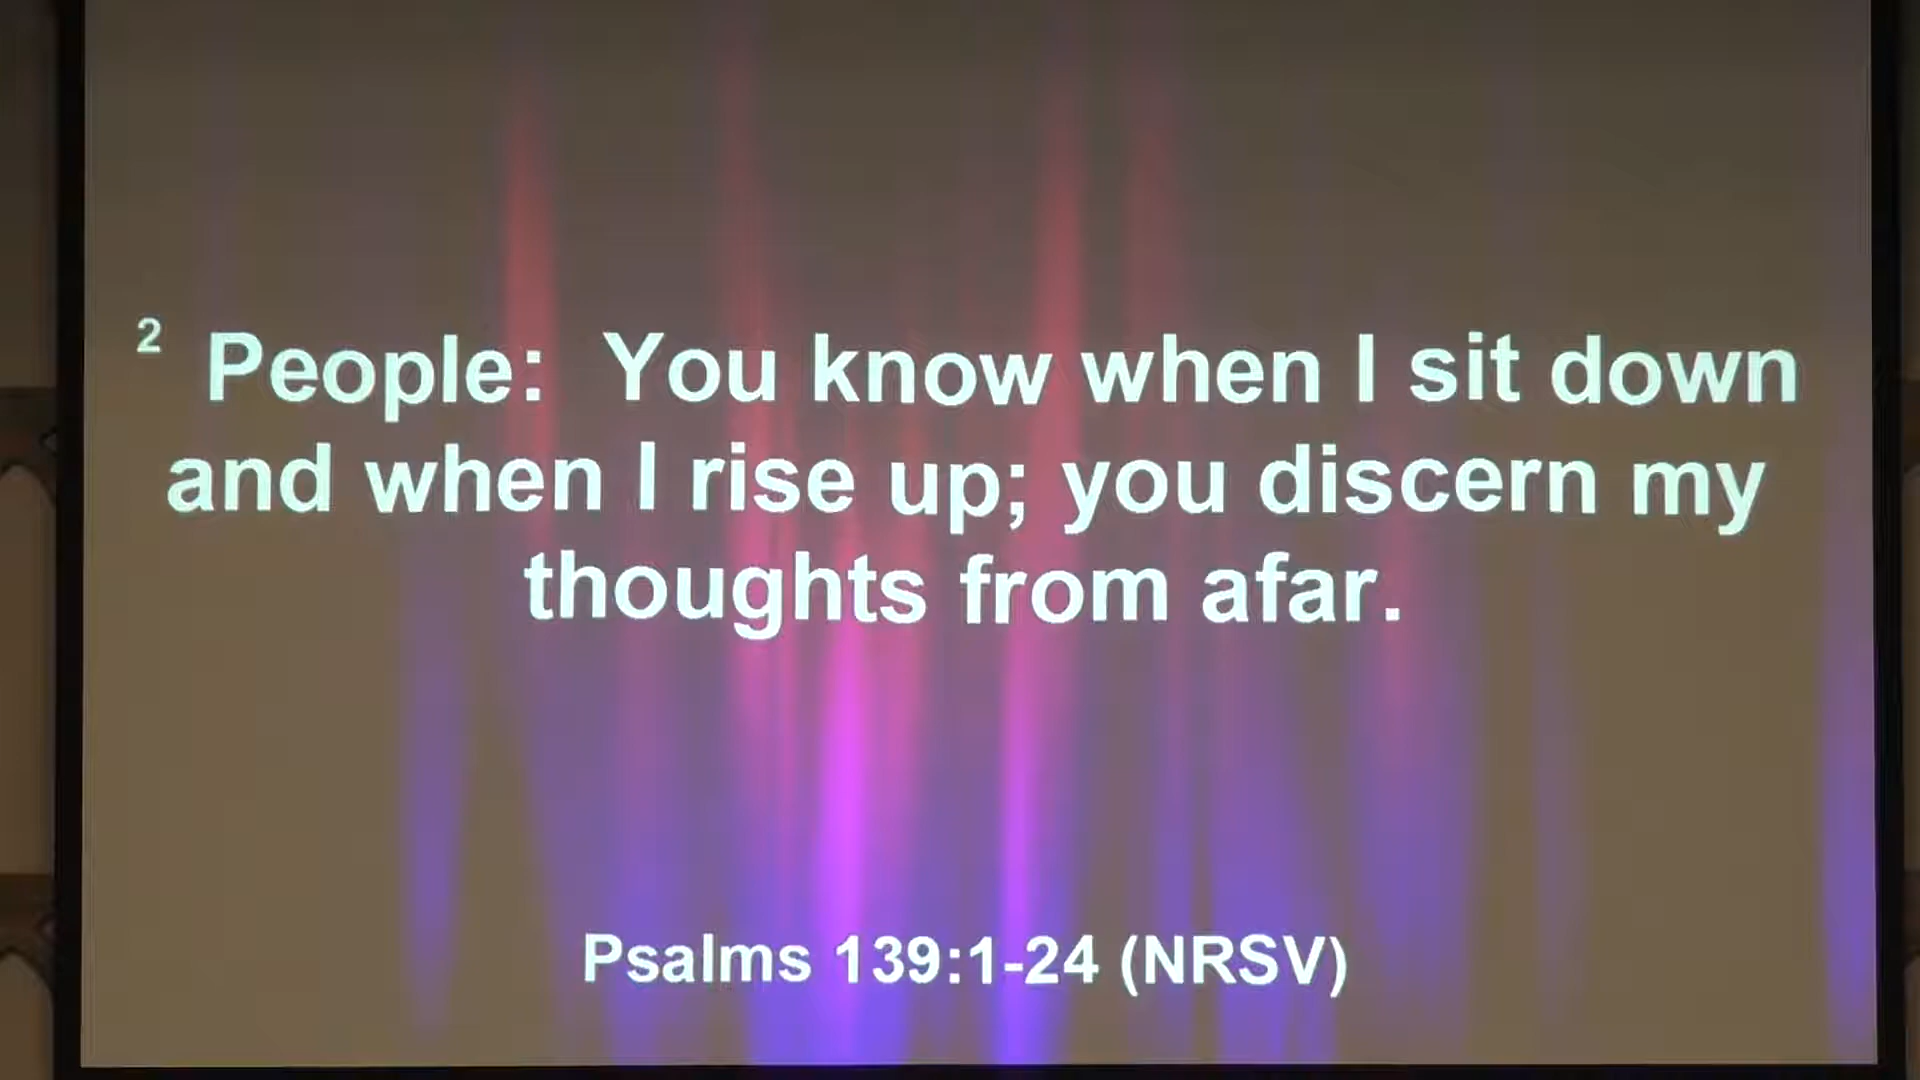 2 People: You know when I sit down
and when I rise up; you discern my
thoughts from afar.
Psalms 139:1-24 (NRSV)